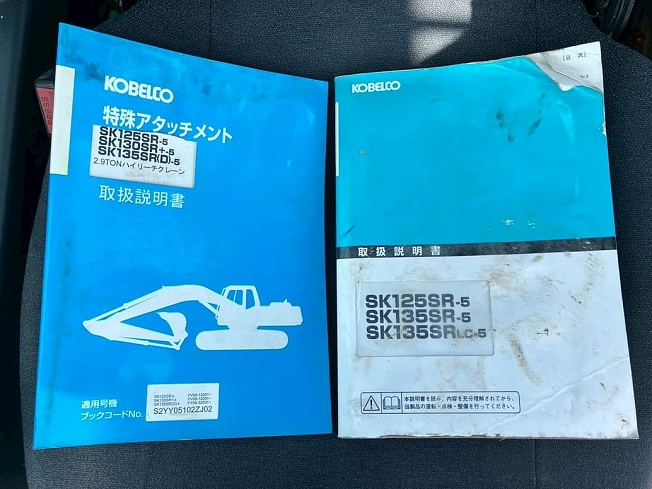 KOBELCO
特殊アタッチメント
SK125SR-5
SK130SR+-5
SK135SR(D)-5
2.9TONハイリーチクレーン
取扱説明書
適用号機
ブックコードNo.
S2YY05102ZJ02
KOBELCO
取扱説明書
SK125SR-5
SK135SR-5
SK135SRLC-5
本説明書を読み、内容を充分理解されてから、
当製品の運転・点検・整備を行ってください。